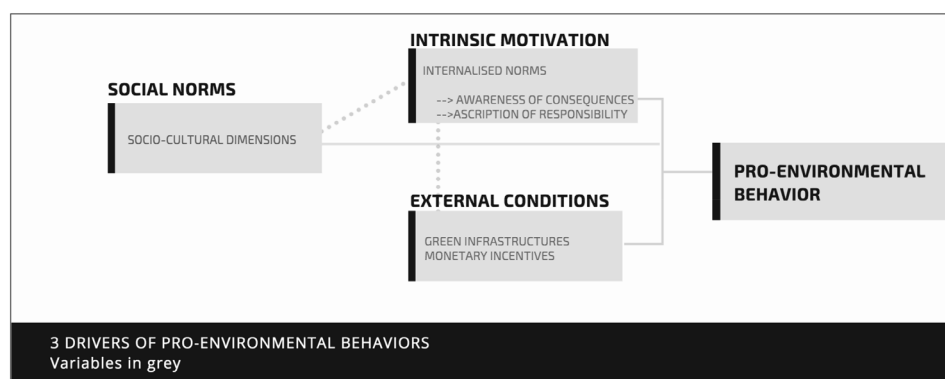 SOCIAL NORMS
SOCIO-CULTURAL DIMENSIONS
INTRINSIC MOTIVATION
INTERNALISED NORMS
--> AWARENESS OF CONSEQUENCES
-->ASCRIPTION OF RESPONSIBILITY
EXTERNAL CONDITIONS
GREEN INFRASTRUCTURES
MONETARY INCENTIVES
PRO-ENVIRONMENTAL
BEHAVIOR
3 DRIVERS OF PRO-ENVIRONMENTAL BEHAVIORS
Variables in grey